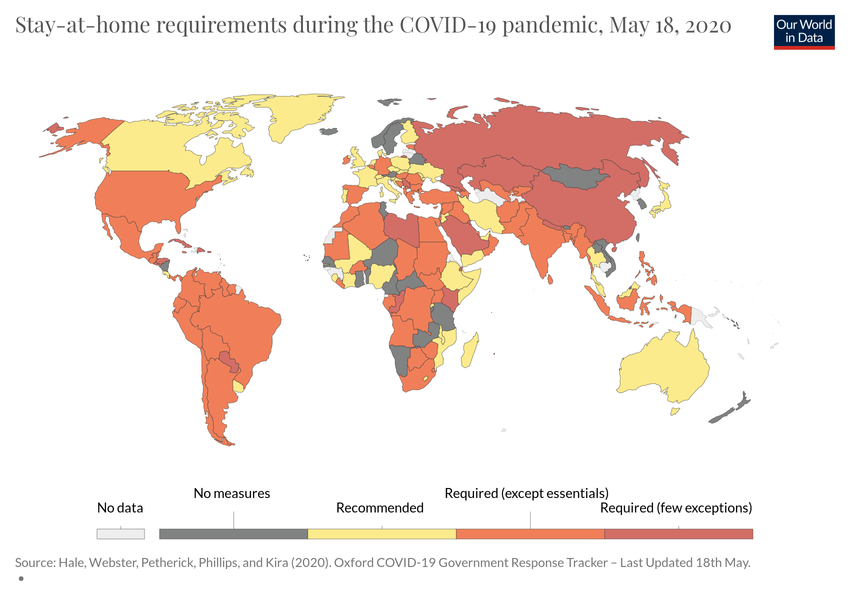 Stay-at-home requirements during the COVID-19 pandemic, May 18, 2020
Our World
in Data
No data
No measures
Recommended
Required (except essentials)
Required (few exceptions)
Source: Hale, Webster, Petherick, Phillips, and Kira (2020). Oxford COVID-19 Government Response Tracker – Last Updated 18th May.